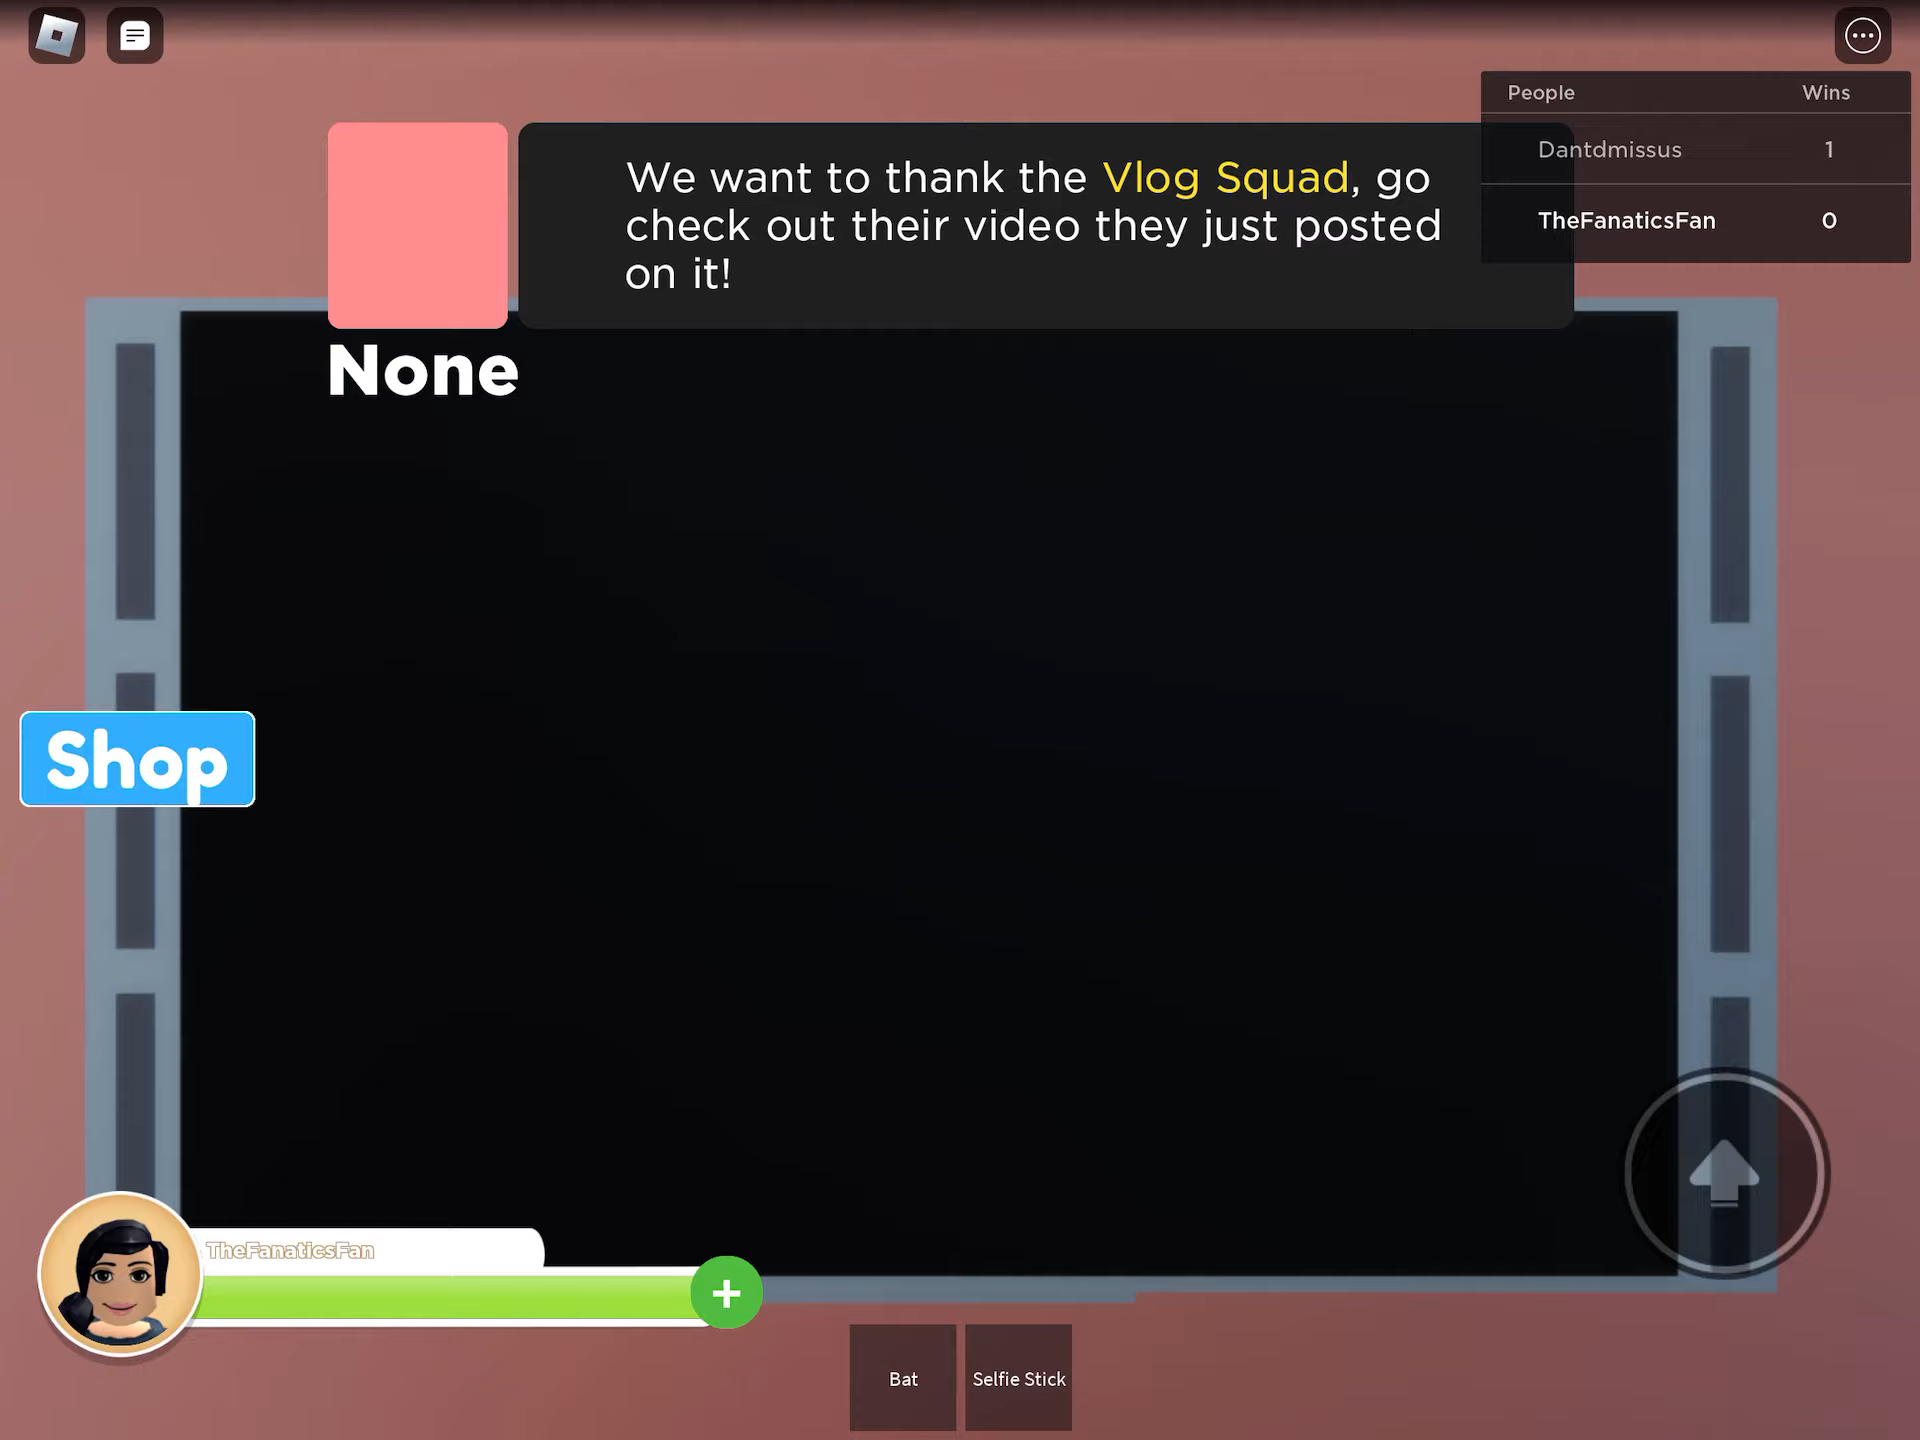 People Wins
Dantdmissus 1
TheFanaticsFan 0
We want to thank the Vlog Squad, go
check out their video they just posted
on it!
None
Shop
TheFanaticsFan
Bat
Selfie Stick